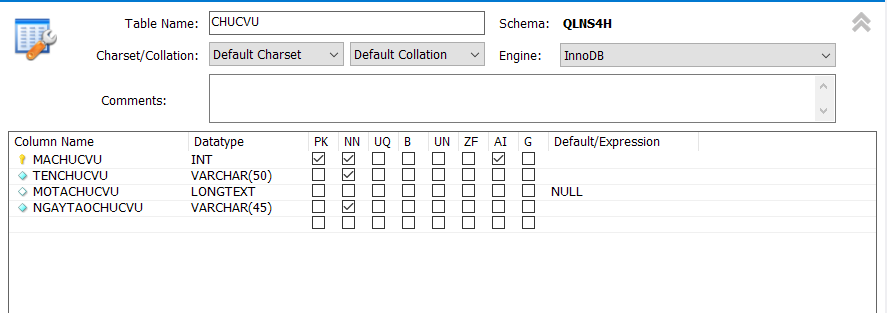 Table Name: CHUCVU Schema: QLNS4H
Charset/Collation: Default Charset Default Collation Engine: InnoDB
Comments:
Column Name Datatype PK NN UQ B UN ZF AI G Default/Expression
MACHUCVU INT
TENCHUCVU VARCHAR(50)
MOTACHUCVU LONGTEXT NULL
NGAYTAOCHUCVU VARCHAR(45)